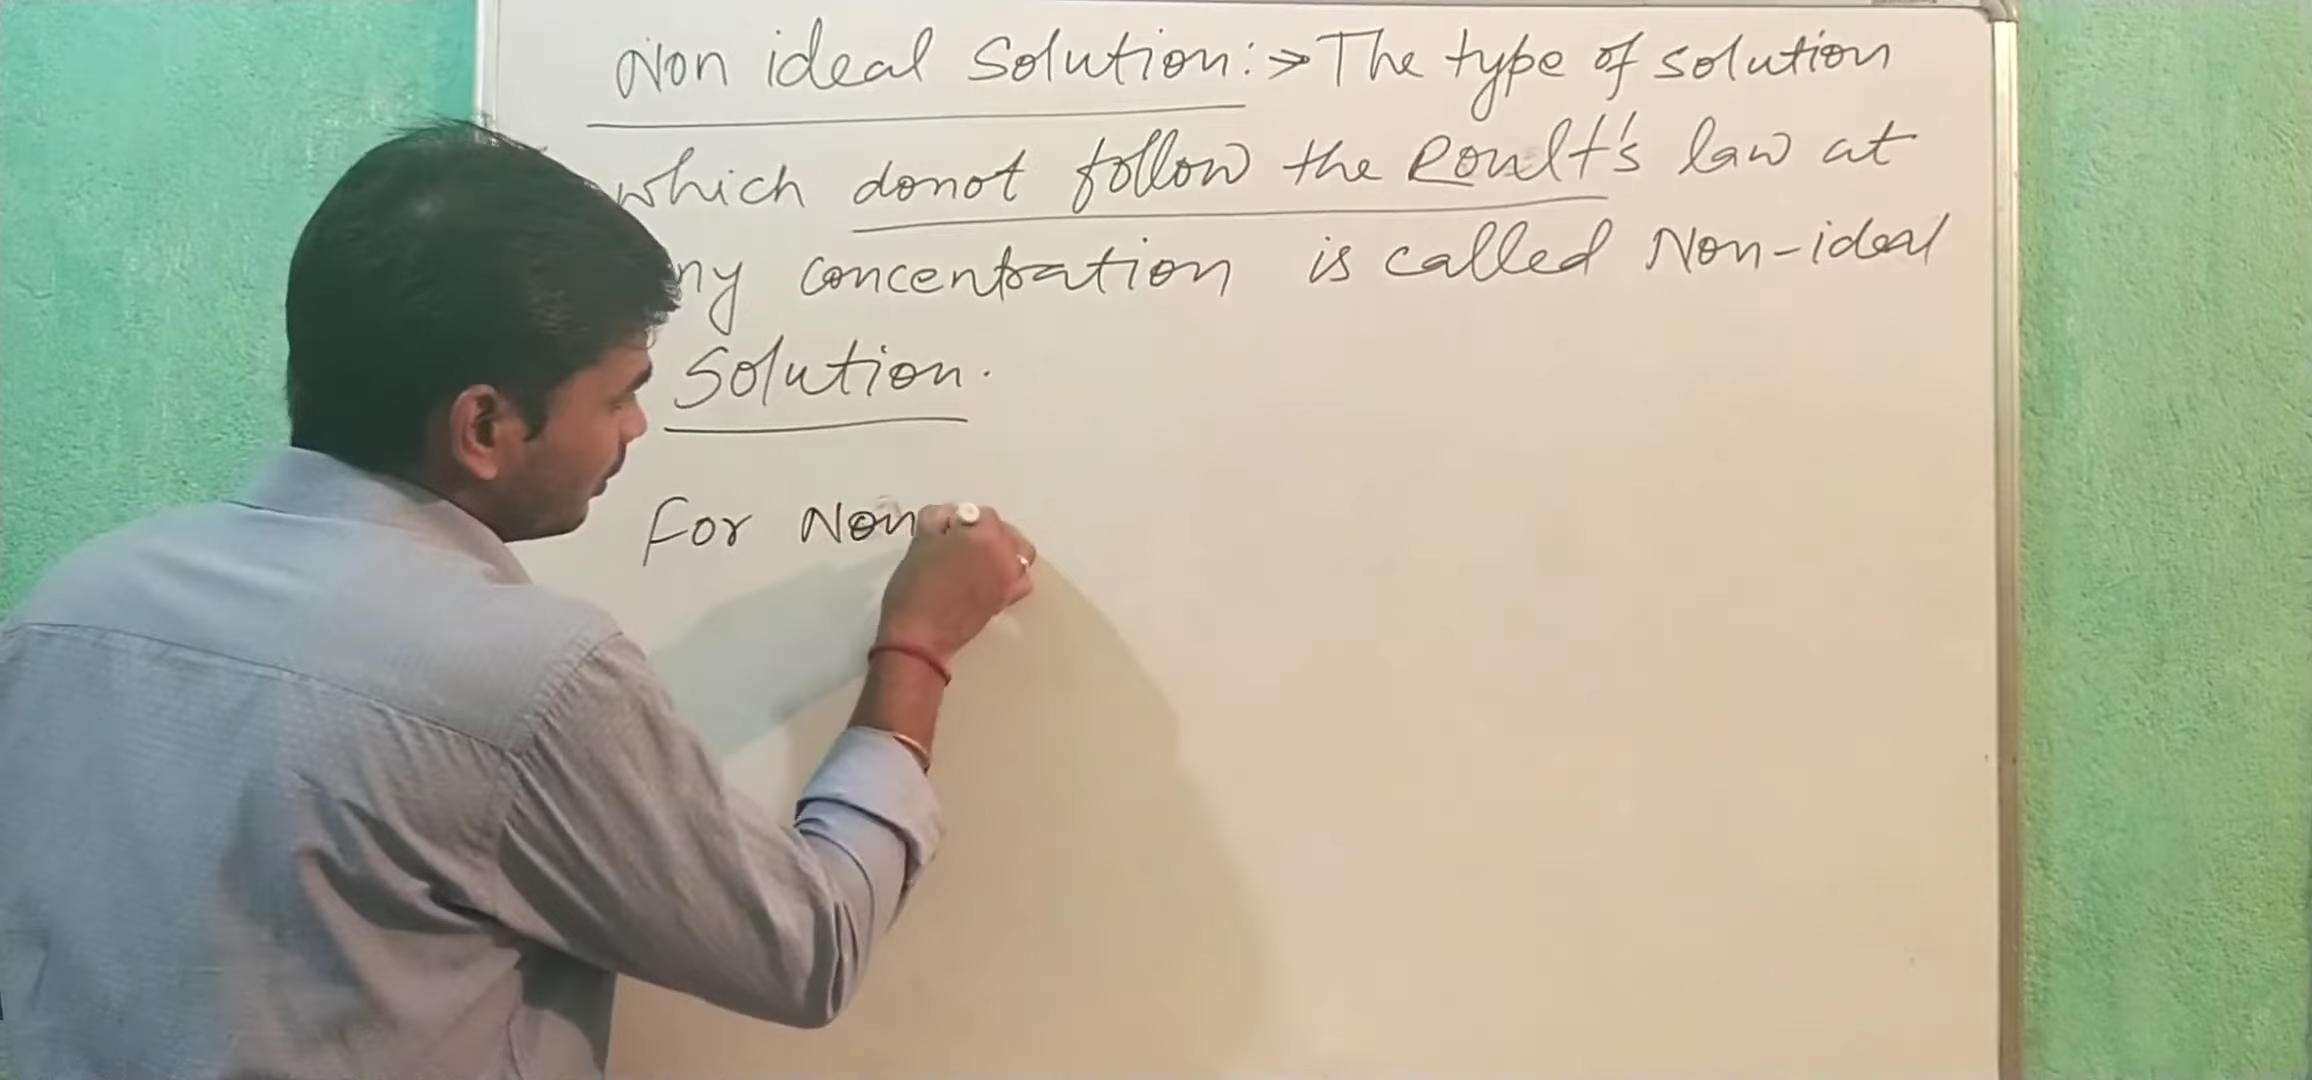 Non ideal Solution:→ The type of solution
which donot follow the Roult's law at
ny concentration is called Non-ideal
Solution.
For Non